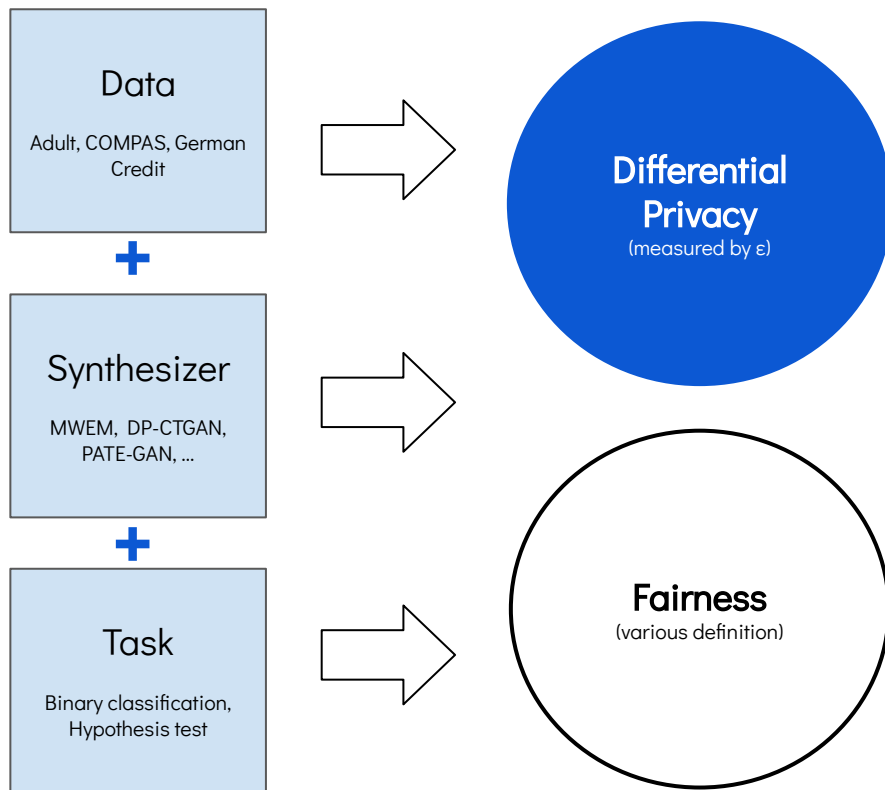 Data
Adult, COMPAS, German
Credit
Synthesizer
MWEM, DP-CTGAN,
PATE-GAN, ...
Task
Binary classification,
Hypothesis test
Differential
Privacy
(measured by ε)
Fairness
(various definition)